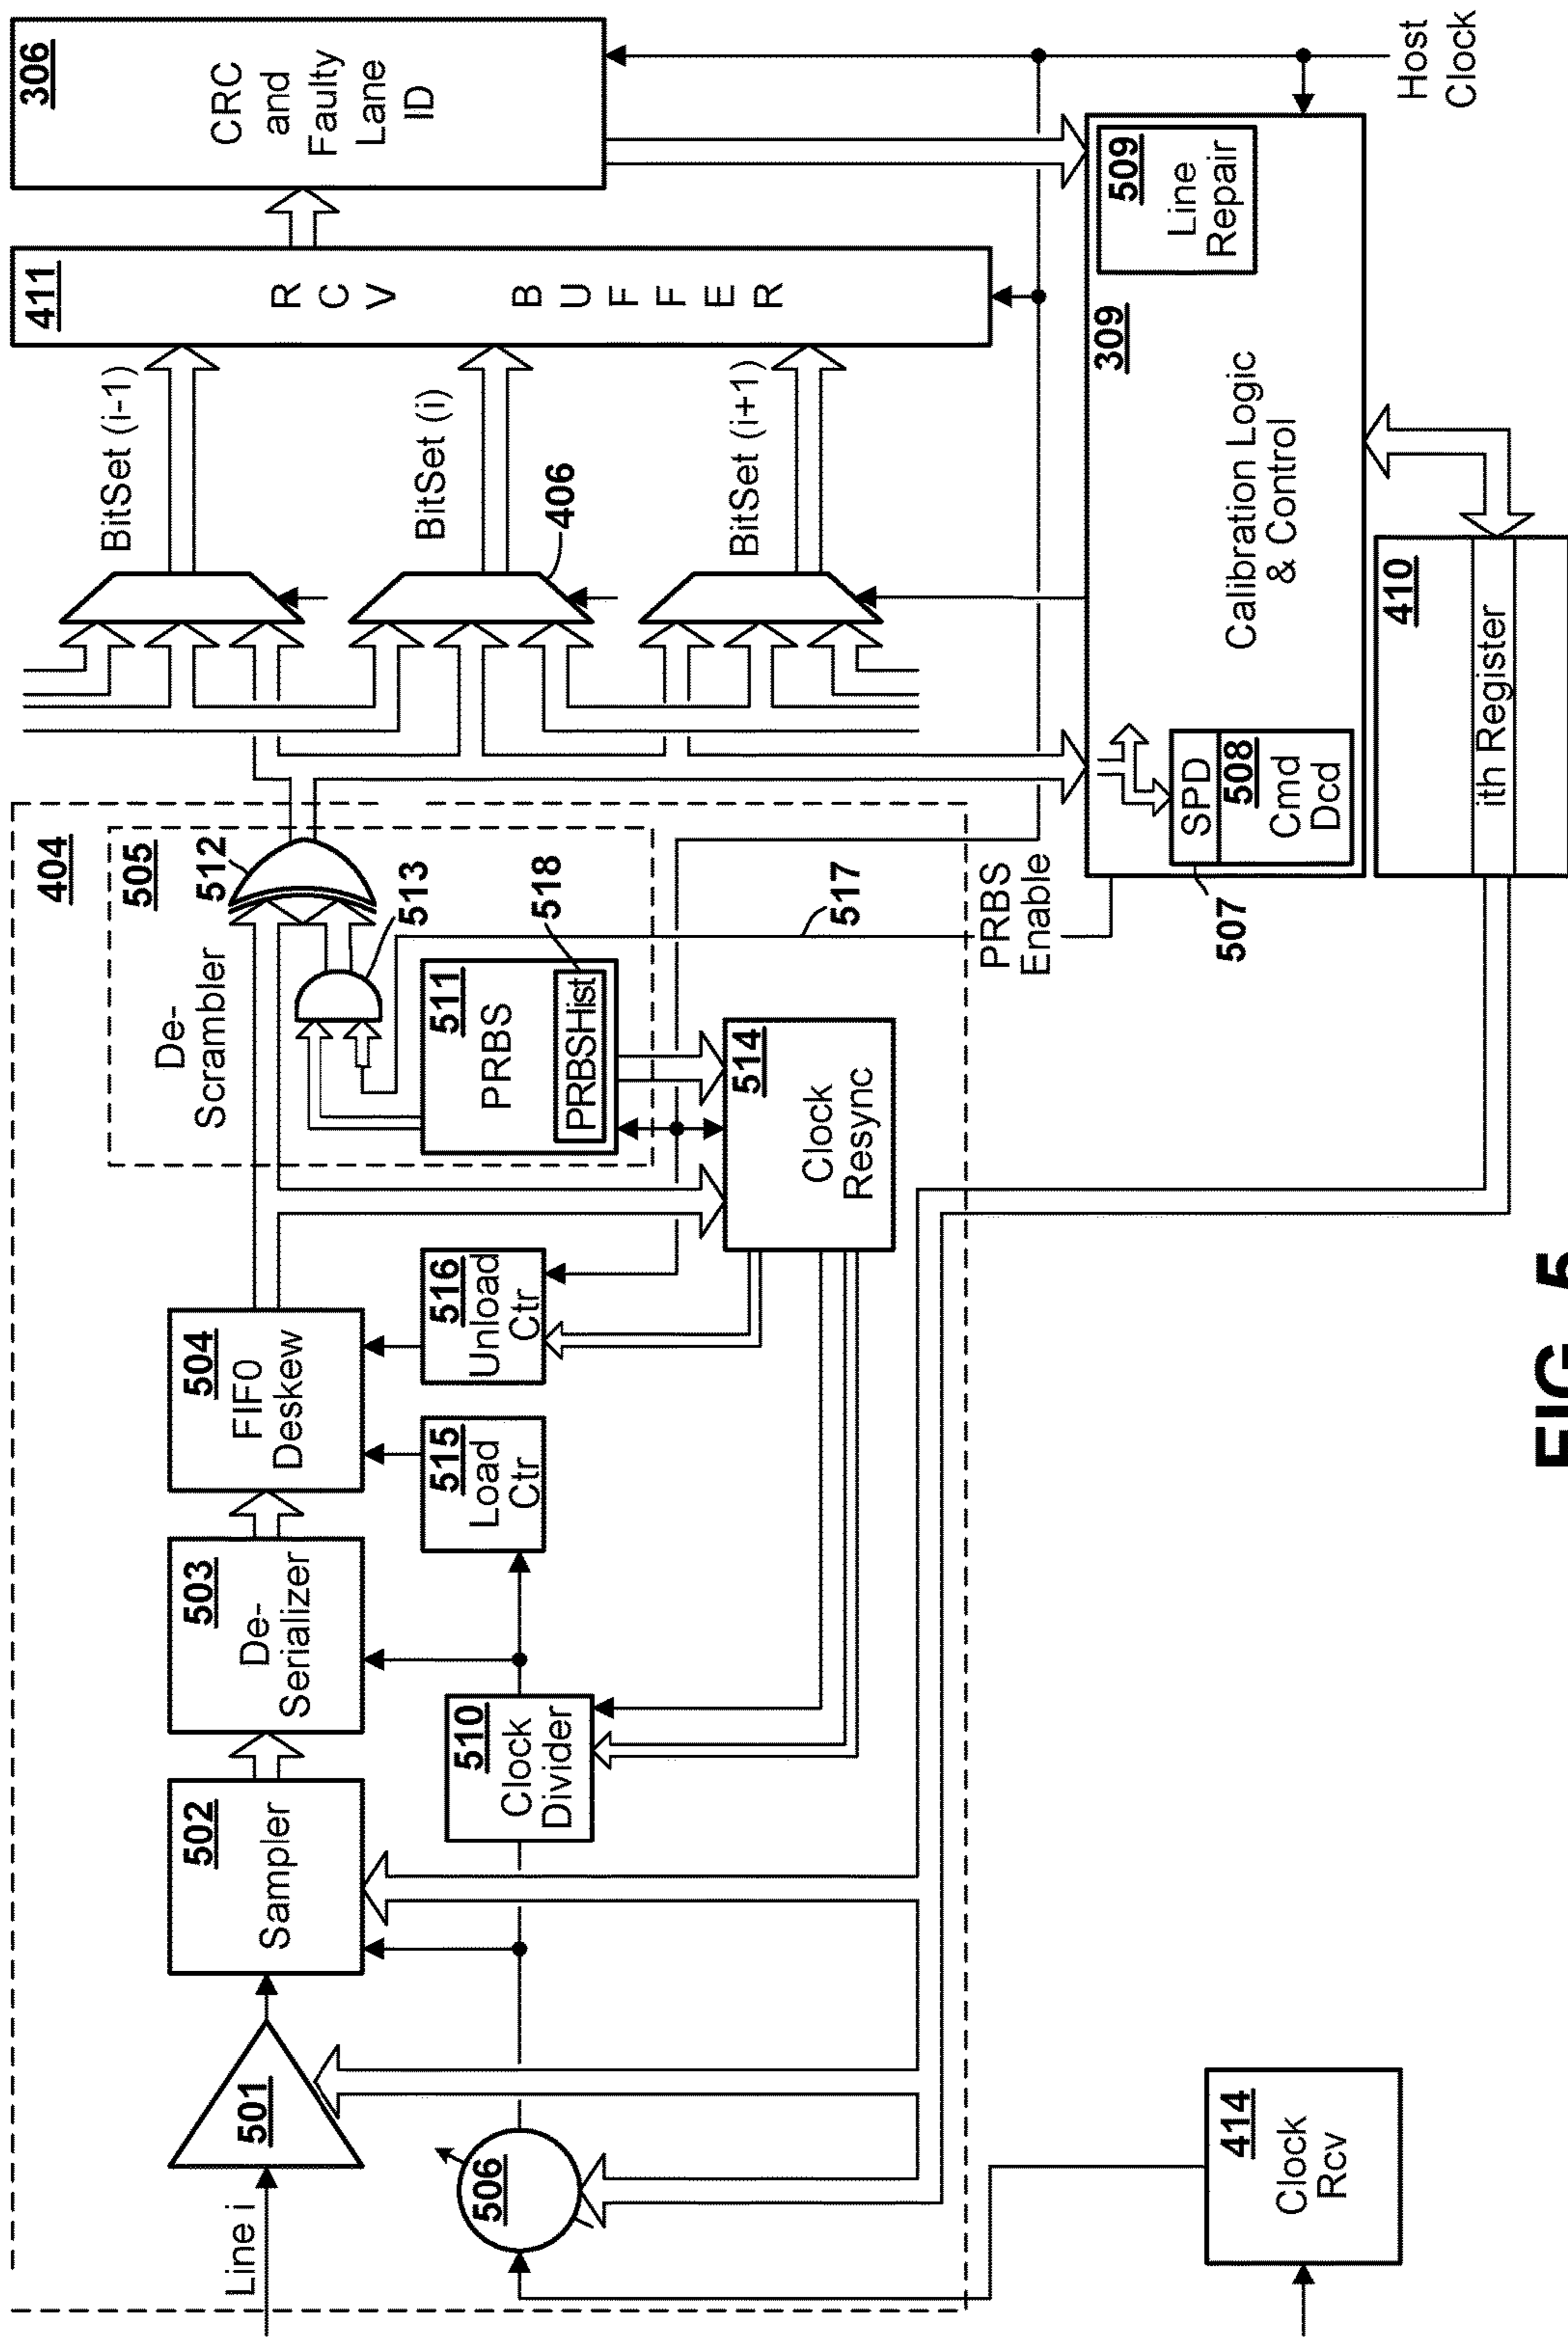 306
CRC
and
Faulty
Lane
ID
411
RCV BUFFER
BitSet (i-1)
BitSet (i)
BitSet (i+1)
406
Host
Clock
509
Line
Repair
309
Calibration Logic
& Control
SPD
508
Cmd
Dcd
507
410
ith Register
404
505
512
513
De-
Scrambler
518
511
PRBS
PRBSHist
517
PRBS
Enable
514
Clock
Resync
504
FIFO
Deskew
516
Unload
Ctr
515
Load
Ctr
503
De-
Serializer
510
Clock
Divider
502
Sampler
501
Line i
506
414
Clock
Rcv
FIG. 5